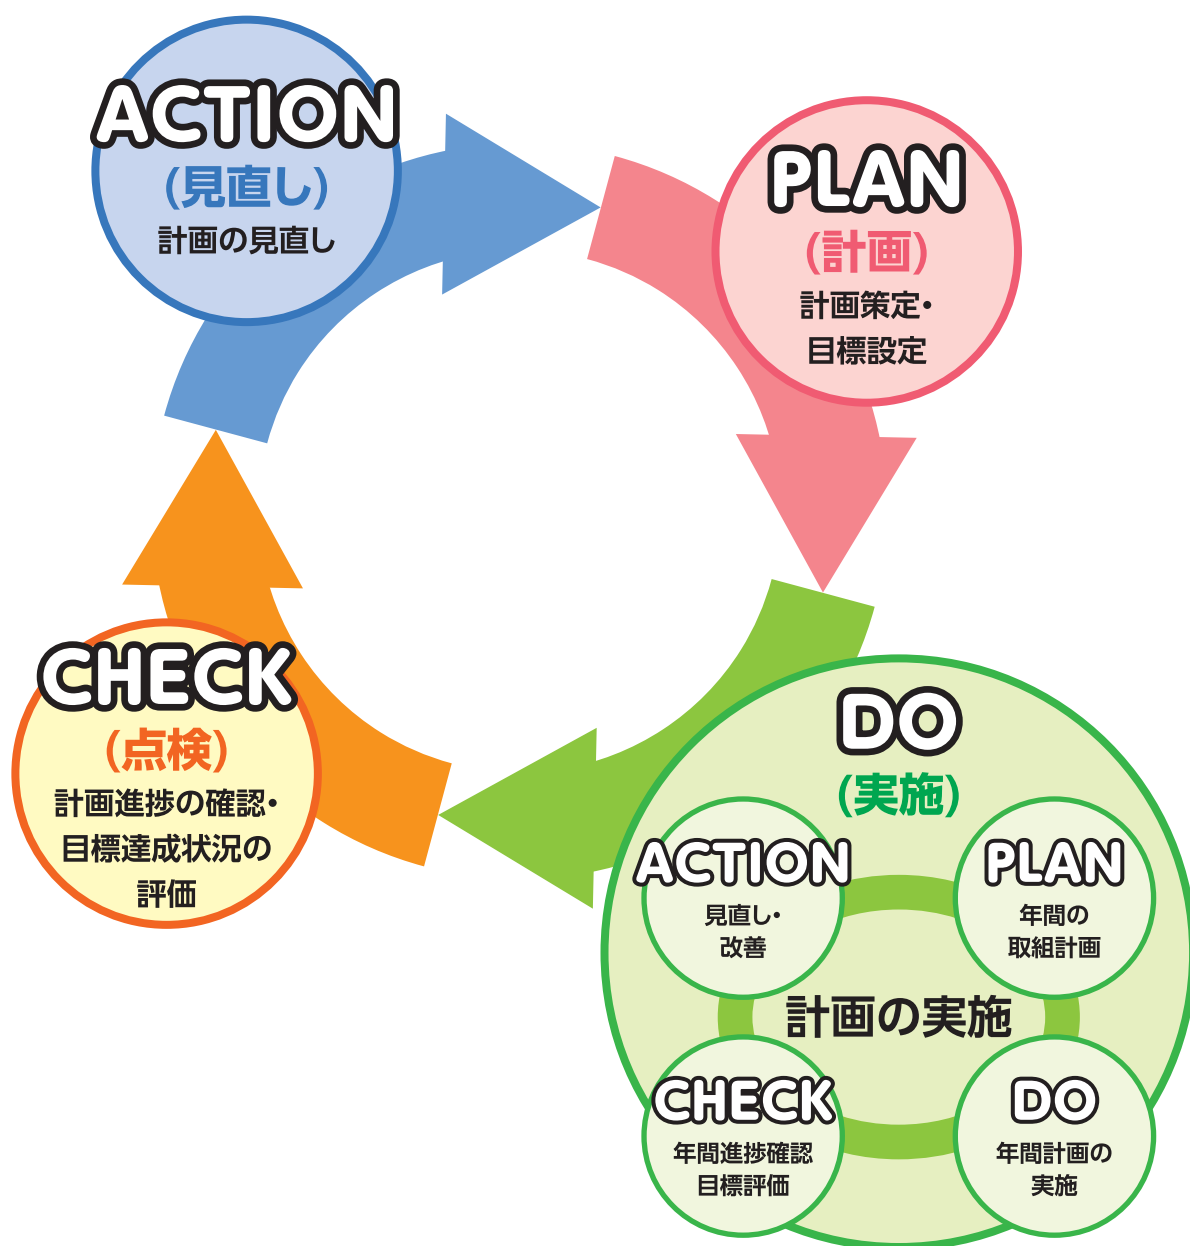 ACTION
(見直し)
計画の見直し
PLAN
(計画)
計画策定・
目標設定
DO
(実施)
ACTION
見直し・
改善
PLAN
年間の
取組計画
計画の実施
CHECK
年間進捗確認
目標評価
DO
年間計画の
実施
CHECK
(点検)
計画進捗の確認・
目標達成状況の
評価